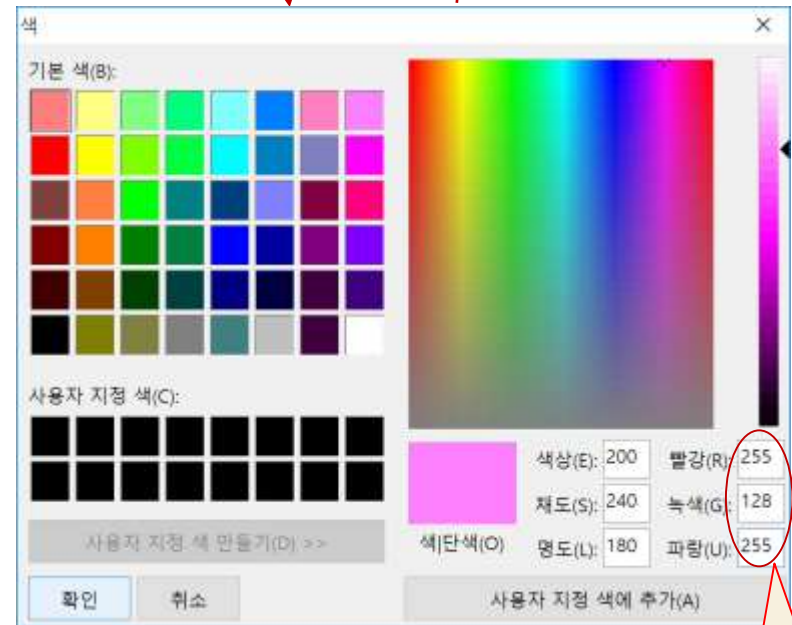 색
기본 색(B):
사용자 지정 색(C):
사용자 지정 색 만들기(D) >>
확인
취소
색|단색(O)
색상(E): 200
채도(S): 240
명도(L): 180
빨강(R): 255
녹색(G): 128
파랑(U): 255
사용자 지정 색에 추가(A)